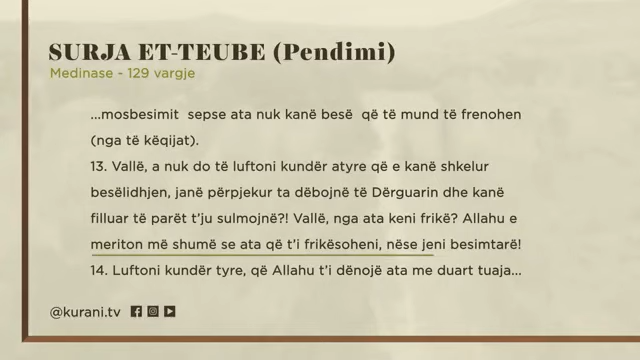 SURJA ET-TEUBE (Pendimi)
Medinase - 129 vargje
...mosbesimit sepse ata nuk kanë besë që të mund të frenohen
(nga të këqijat).
13. Vallë, a nuk do të luftoni kundër atyre që e kanë shkelur
besëlidhjen, janë përpjekur ta dëbojnë të Dërguarin dhe kanë
filluar të parët t'ju sulmojnë?! Vallë, nga ata keni frikë? Allahu e
meriton më shumë se ata që t'i frikësoheni, nëse jeni besimtarë!
14. Luftoni kundër tyre, që Allahu t'i dënojë ata me duart tuaja...
@kurani.tv